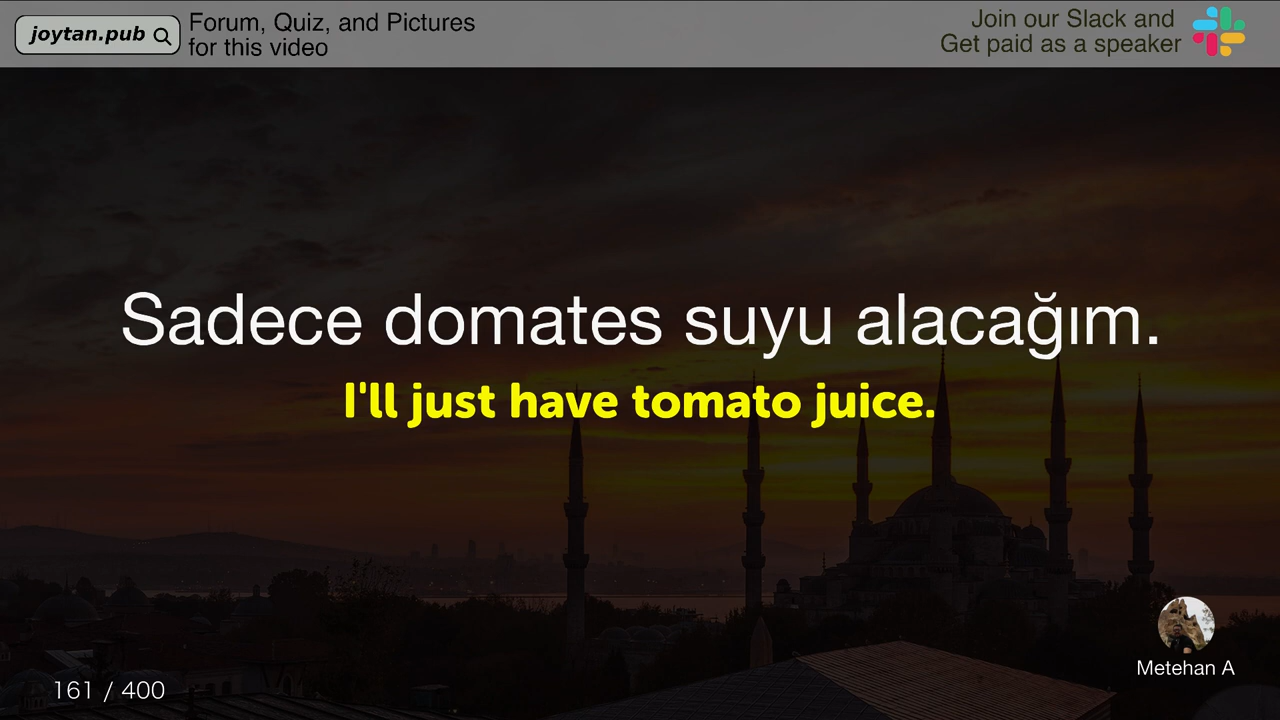 joytan.pub
Forum, Quiz, and Pictures
for this video
Join our Slack and
Get paid as a speaker
Sadece domates suyu alacağım.
I'll just have tomato juice.
Metehan A
161 / 400